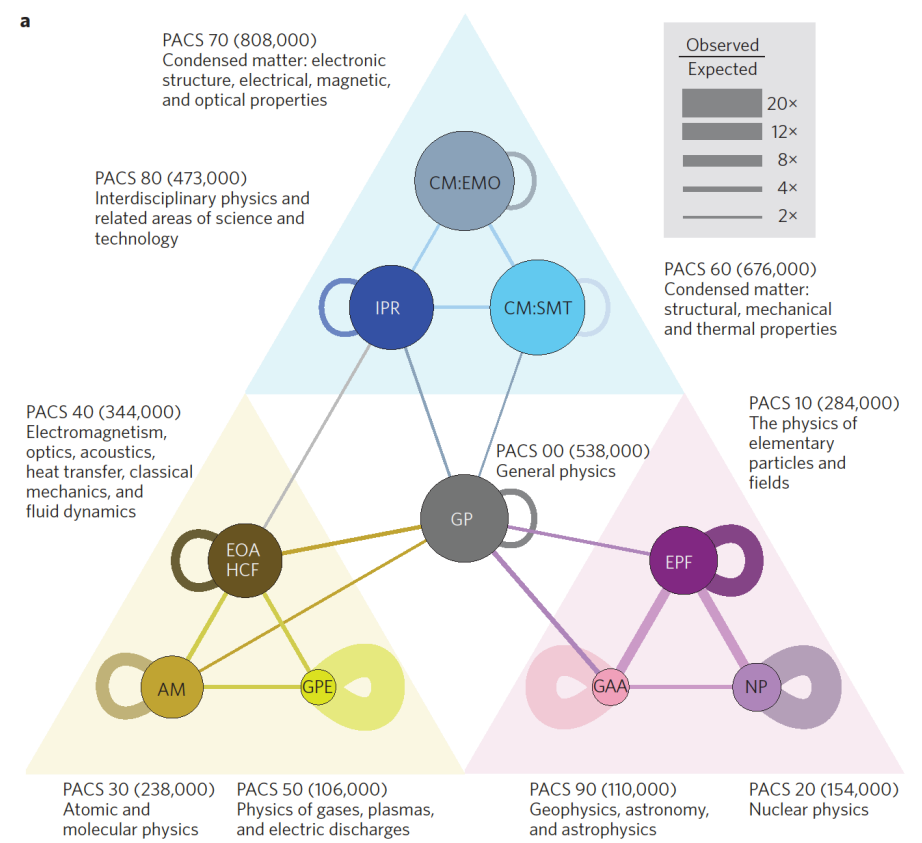 a
PACS 70 (808,000)
Condensed matter: electronic
structure, electrical, magnetic,
and optical properties
Observed
Expected
20×
12×
8×
4×
2×
CM:EMO
PACS 80 (473,000)
Interdisciplinary physics and
related areas of science and
technology
PACS 60 (676,000)
Condensed matter:
structural, mechanical
and thermal properties
IPR
CM:SMT
PACS 40 (344,000)
Electromagnetism,
optics, acoustics,
heat transfer, classical
mechanics, and
fluid dynamics
PACS 10 (284,000)
The physics of
elementary
particles and
fields
PACS 00 (538,000)
General physics
GP
EOA
HCF
EPF
AM
GPE
GAA
NP
PACS 30 (238,000)
Atomic and
molecular physics
PACS 50 (106,000)
Physics of gases, plasmas,
and electric discharges
PACS 90 (110,000)
Geophysics, astronomy,
and astrophysics
PACS 20 (154,000)
Nuclear physics